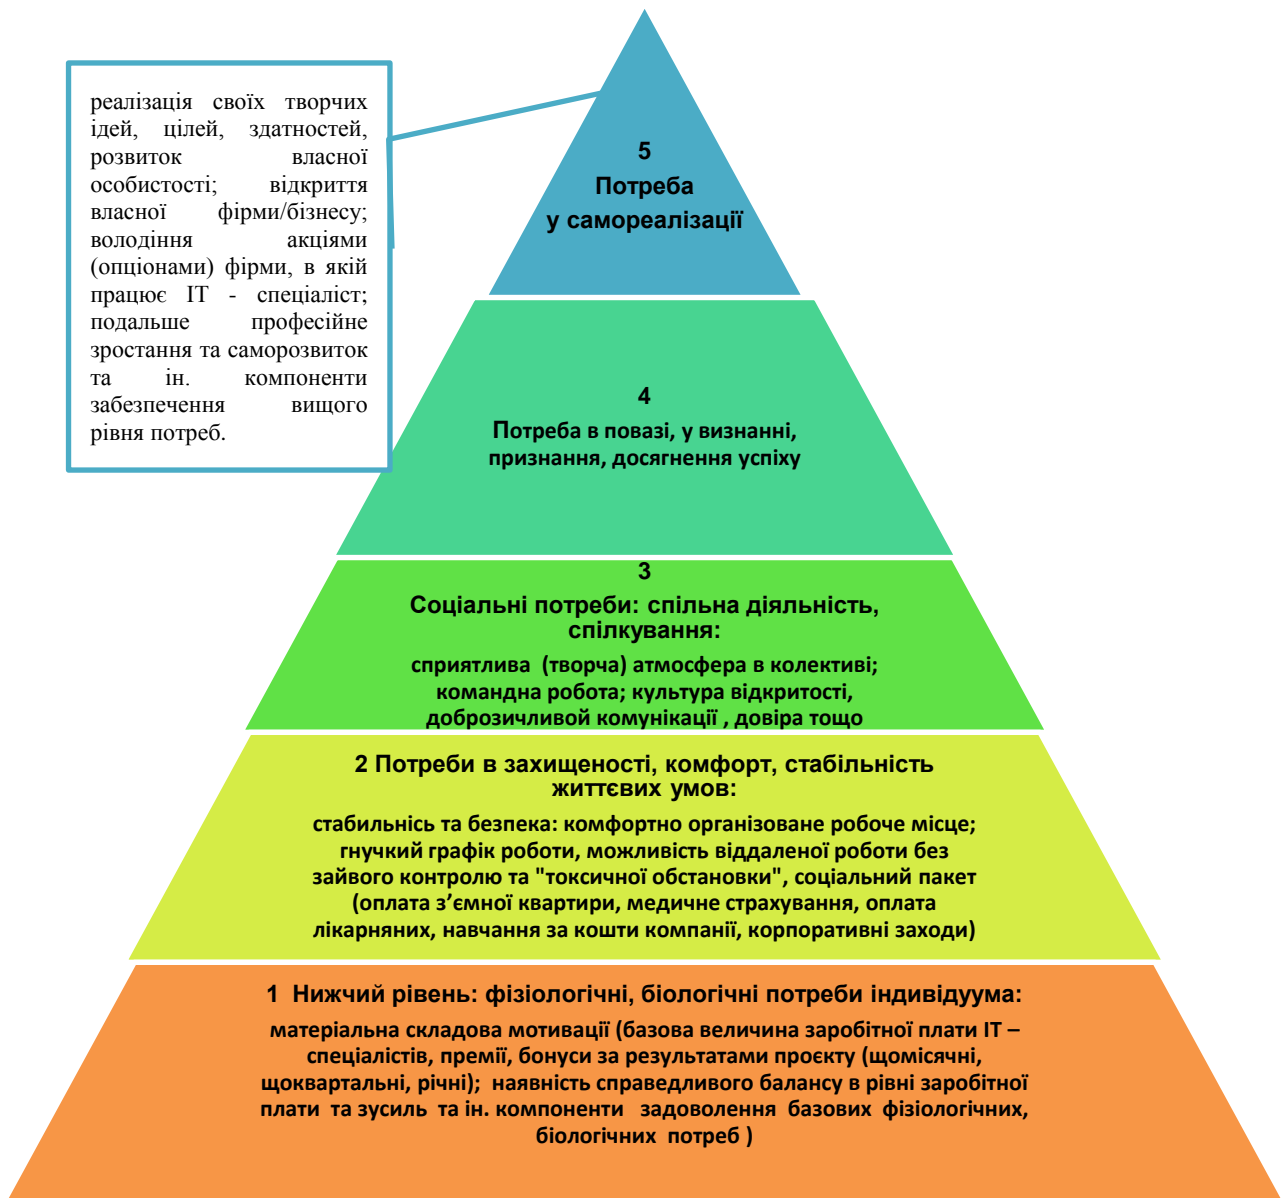 реалізація своїх творчих
ідей, цілей, здатностей,
розвиток власної
особистості; відкриття
власної фірми/бізнесу;
володіння акціями
(опціонами) фірми, в якій
працює ІТ - спеціаліст;
подальше професійне
зростання та саморозвиток
та ін. компоненти
забезпечення вищого
рівня потреб.
5
Потреба
у самореалізації
4
Потреба в повазі, у визнанні,
признання, досягнення успіху
3
Соціальні потреби: спільна діяльність,
спілкування:
сприятлива (творча) атмосфера в колективі;
командна робота; культура відкритості,
доброзичливой комунікації , довіра тощо
2 Потреби в захищеності, комфорт, стабільність
життєвих умов:
стабильнісь та безпека: комфортно організоване робоче місце;
гнучкий графік роботи, можливість віддаленої роботи без
зайвого контролю та "токсичної обстановки", соціальний пакет
(оплата з’ємної квартири, медичне страхування, оплата
лікарняних, навчання за кошти компанії, корпоративні заходи)
1 Нижчий рівень: фізіологічні, біологічні потреби індивідуума:
матеріальна складова мотивації (базова величина заробітної плати ІТ –
спеціалістів, премії, бонуси за результатами проєкту (щомісячні,
щоквартальні, річні); наявність справедливого балансу в рівні заробітної
плати та зусиль та ін. компоненти задоволення базових фізіологічних,
біологічних потреб )